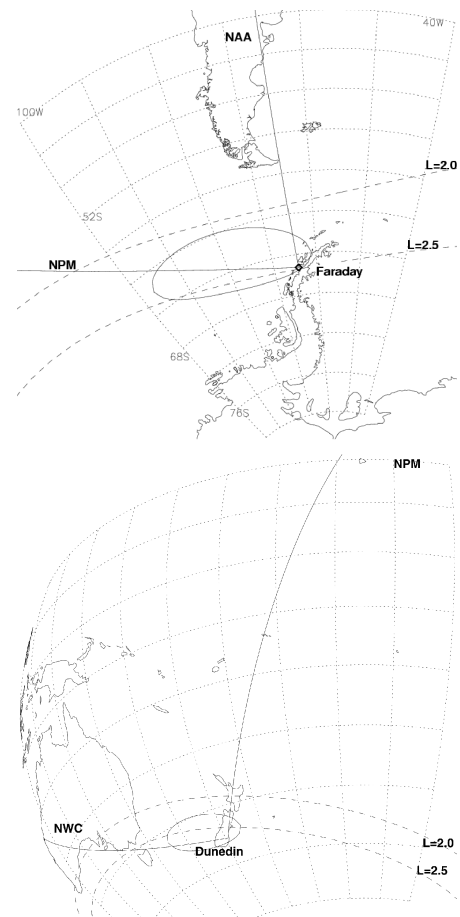 NAA
40W
100W
L=2.0
52S
L=2.5
NPM
Faraday
68S
76S
NPM
NWC
Dunedin
L=2.0
L=2.5